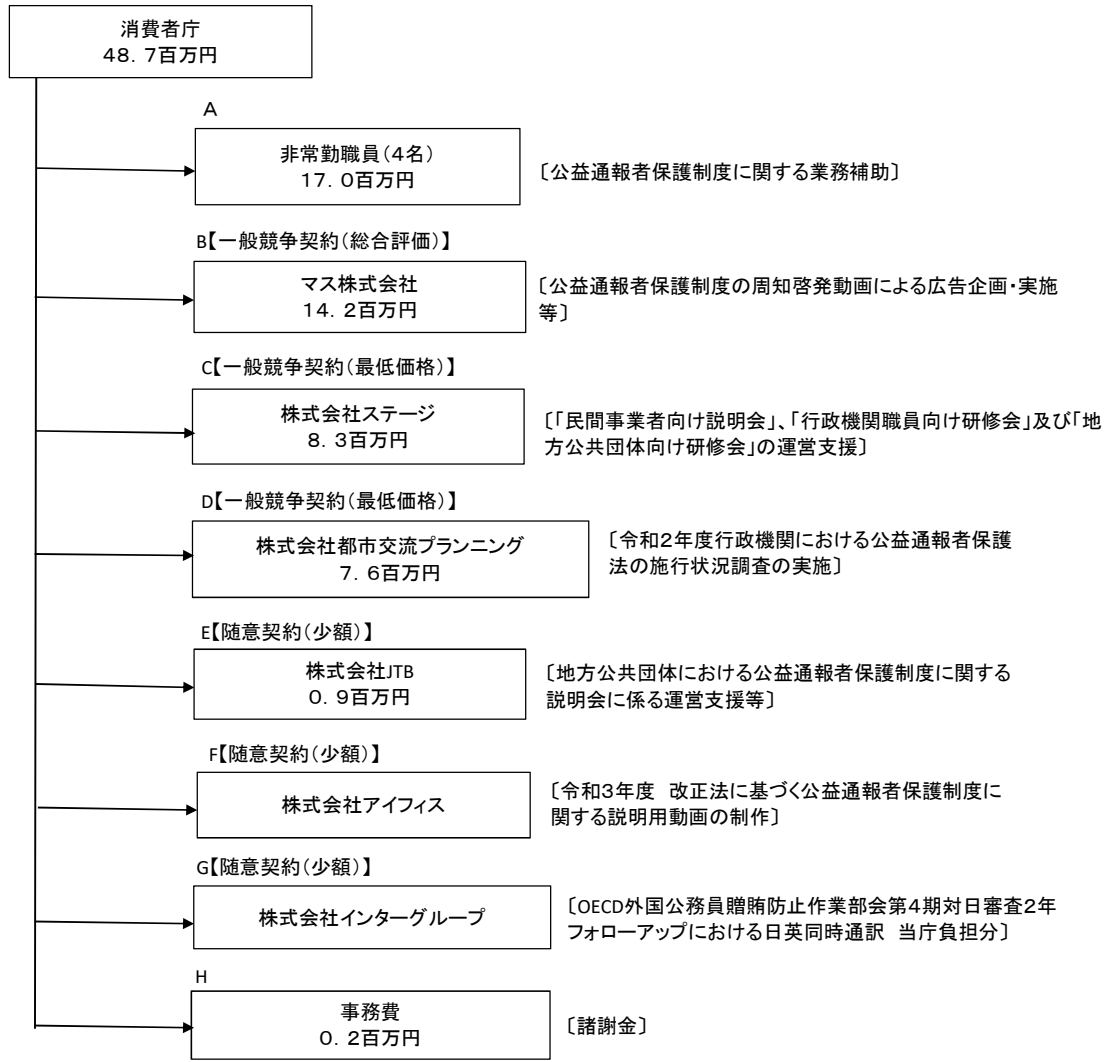 消費者庁
48．7百万円
A
非常勤職員（4名）
17．0百万円
〔公益通報者保護制度に関する業務補助〕
B【一般競争契約（総合評価）】
マス株式会社
14．2百万円
〔公益通報者保護制度の周知啓発動画による広告企画・実施
等〕
C【一般競争契約（最低価格）】
株式会社ステージ
8．3百万円
〔「民間事業者向け説明会」、「行政機関職員向け研修会」及び「地
方公共団体向け研修会」の運営支援〕
D【一般競争契約（最低価格）】
株式会社都市交流プランニング
7．6百万円
〔令和2年度行政機関における公益通報者保護
法の施行状況調査の実施〕
E【随意契約（少額）】
株式会社JTB
0．9百万円
〔地方公共団体における公益通報者保護制度に関する
説明会に係る運営支援等〕
F【随意契約（少額）】
株式会社アイフィス
〔令和3年度　改正法に基づく公益通報者保護制度に
関する説明用動画の制作〕
G【随意契約（少額）】
株式会社インターグループ
〔OECD外国公務員贈賄防止作業部会第4期対日審査2年
フォローアップにおける日英同時通訳　当庁負担分〕
H
事務費
0．2百万円
〔諸謝金〕